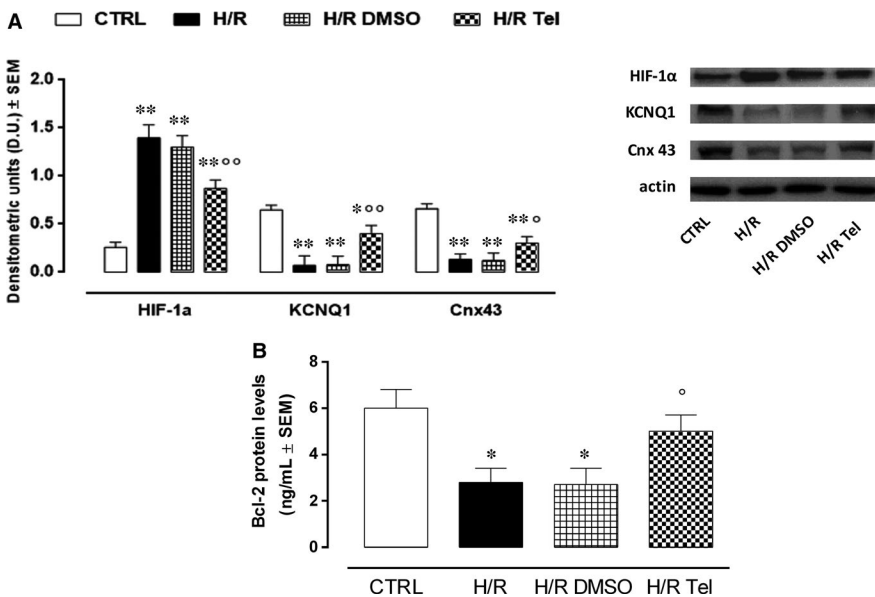 A
CTRL H/R H/R DMSO H/R Tel
Densitometric units (D.U.) ± SEM
2.0
1.5
1.0
0.5
0.0
** ** **°°
** ** *°°
** ** **°
HIF-1a KCNQ1 Cnx43
HIF-1α
KCNQ1
Cnx 43
actin
CTRL H/R H/R DMSO H/R Tel
B
Bcl-2 protein levels
(ng/mL ± SEM)
8
6
4
2
0
* * °
CTRL H/R H/R DMSO H/R Tel